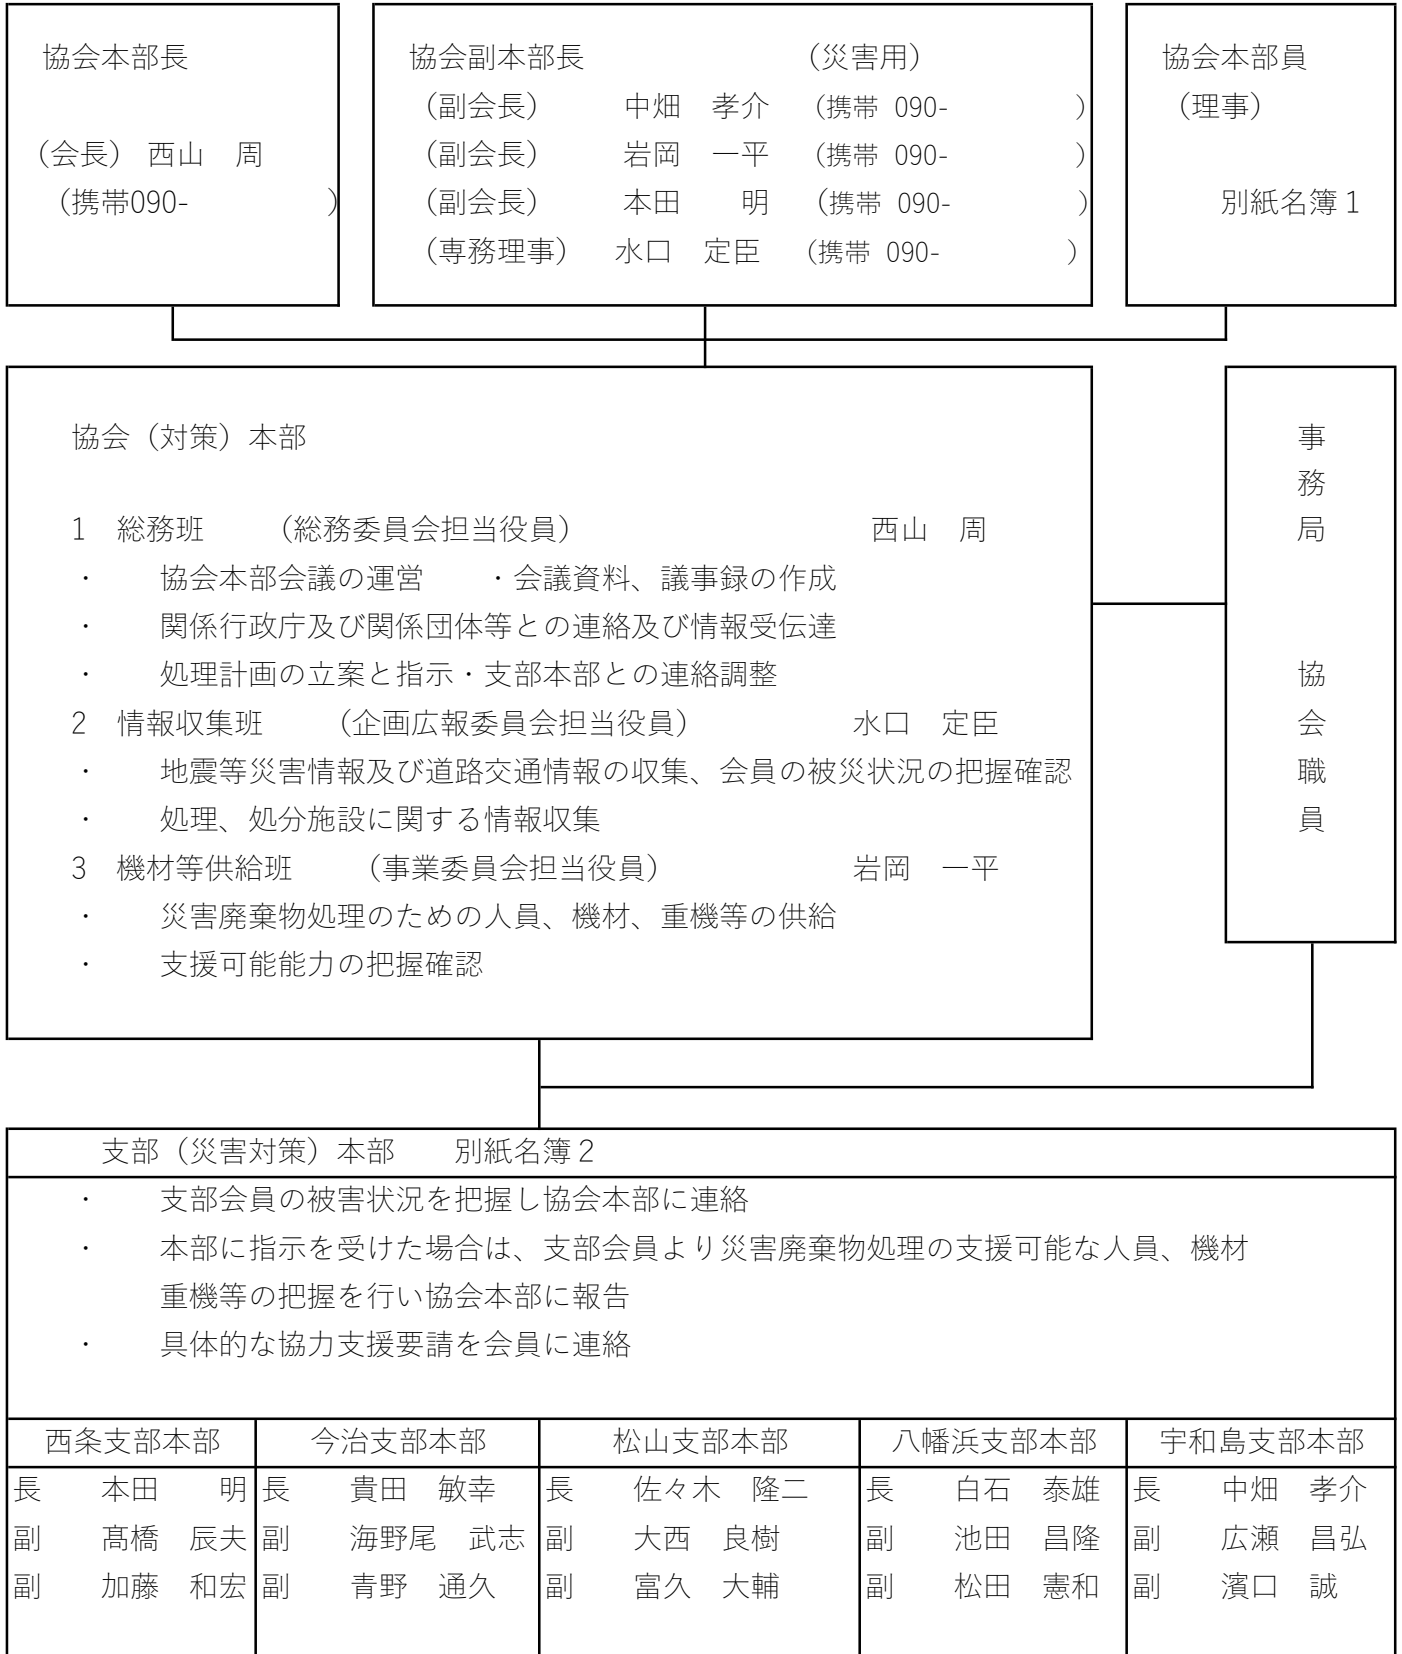 協会本部長
(会長) 西山　周
(携帯090-　　　　)
協会副本部長　　　　(災害用)
(副会長)　　中畑　孝介　(携帯 090-　　　　)
(副会長)　　岩岡　一平　(携帯 090-　　　　)
(副会長)　　本田　　明　(携帯 090-　　　　)
(専務理事)　水口　定臣　(携帯 090-　　　　)
協会本部員
(理事)
別紙名簿１
協会（対策）本部
1　総務班　　（総務委員会担当役員）　　西山　周
・　　協会本部会議の運営　　・会議資料、議事録の作成
・　　関係行政庁及び関係団体等との連絡及び情報受伝達
・　　処理計画の立案と指示・支部本部との連絡調整
2　情報収集班　　（企画広報委員会担当役員）　　水口　定臣
・　　地震等災害情報及び道路交通情報の収集、会員の被災状況の把握確認
・　　処理、処分施設に関する情報収集
3　機材等供給班　　（事業委員会担当役員）　　岩岡　一平
・　　災害廃棄物処理のための人員、機材、重機等の供給
・　　支援可能能力の把握確認
事務局　協会職員
支部（災害対策）本部　　別紙名簿２
・　　支部会員の被害状況を把握し協会本部に連絡
・　　本部に指示を受けた場合は、支部会員より災害廃棄物処理の支援可能な人員、機材
重機等の把握を行い協会本部に報告
・　　具体的な協力支援要請を会員に連絡
西条支部本部　今治支部本部　松山支部本部　八幡浜支部本部　宇和島支部本部
長　本田　　明　長　貴田　敏幸　長　佐々木　隆二　長　白石　泰雄　長　中畑　孝介
副　髙橋　辰夫　副　海野尾　武志　副　大西　良樹　副　池田　昌隆　副　広瀬　昌弘
副　加藤　和宏　副　青野　通久　副　富久　大輔　副　松田　憲和　副　濱口　誠